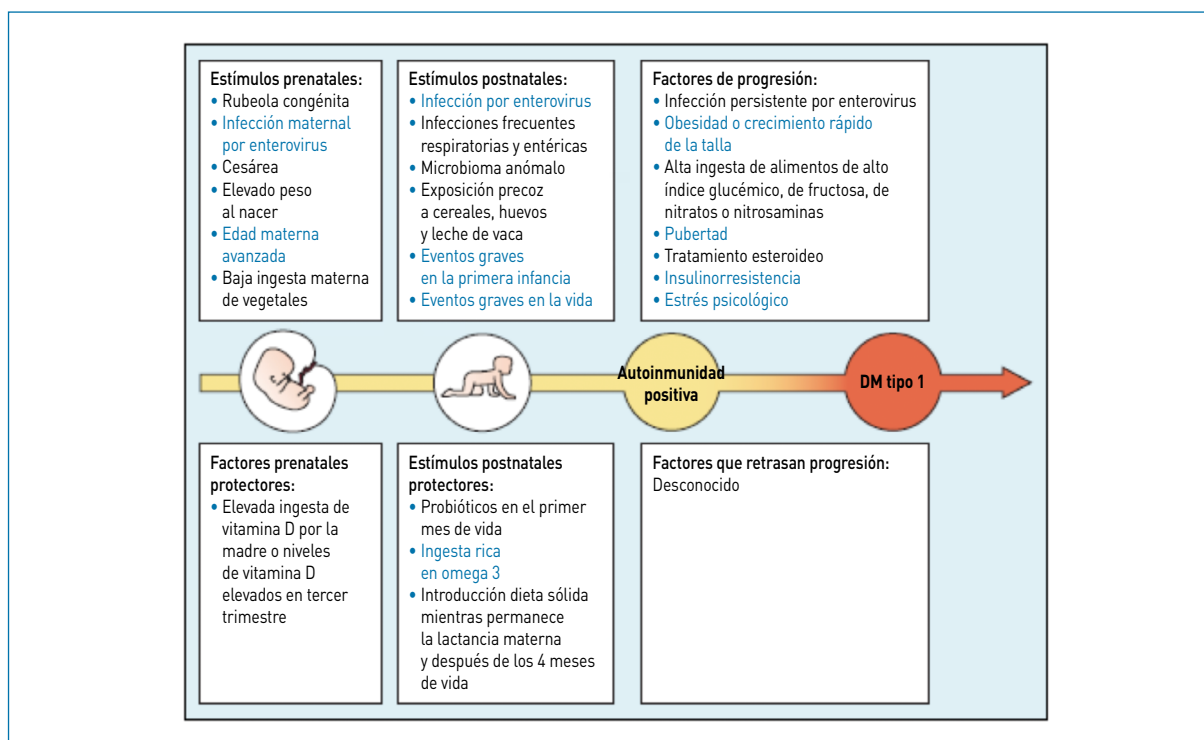 Estímulos prenatales:
• Rubeola congénita
• Infección maternal
por enterovirus
• Cesárea
• Elevado peso
al nacer
• Edad materna
avanzada
• Baja ingesta materna
de vegetales
Estímulos postnatales:
• Infección por enterovirus
• Infecciones frecuentes
respiratorias y entéricas
• Microbioma anómalo
• Exposición precoz
a cereales, huevos
y leche de vaca
• Eventos graves
en la primera infancia
• Eventos graves en la vida
Factores de progresión:
• Infección persistente por enterovirus
• Obesidad o crecimiento rápido
de la talla
• Alta ingesta de alimentos de alto
índice glucémico, de fructosa, de
nitratos o nitrosaminas
• Pubertad
• Tratamiento esteroideo
• Insulinorresistencia
• Estrés psicológico
Autoinmunidad
positiva
DM tipo 1
Factores prenatales
protectores:
• Elevada ingesta de
vitamina D por la
madre o niveles
de vitamina D
elevados en tercer
trimestre
Estímulos postnatales
protectores:
• Probióticos en el primer
mes de vida
• Ingesta rica
en omega 3
• Introducción dieta sólida
mientras permanece
la lactancia materna
y después de los 4 meses
de vida
Factores que retrasan progresión:
Desconocido